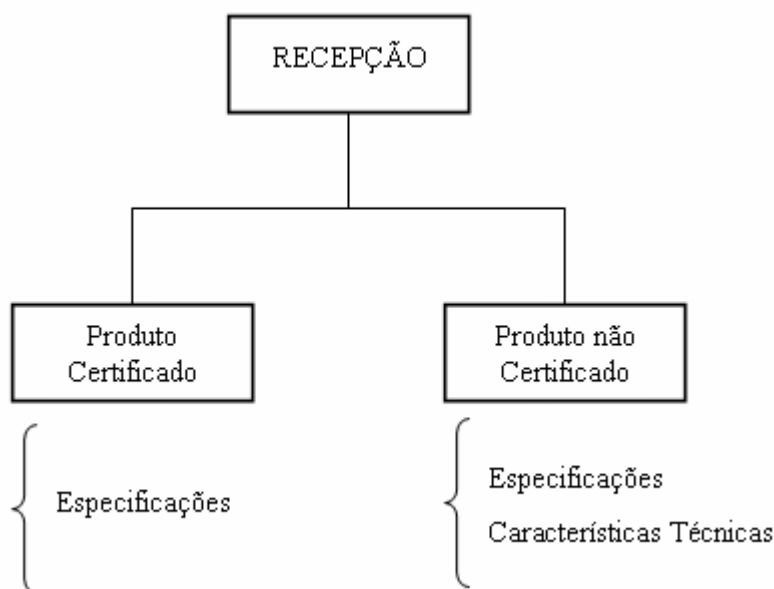 RECEPÇÃO
Produto
Certificado
Produto não
Certificado
Especificações
Especificações
Características Técnicas